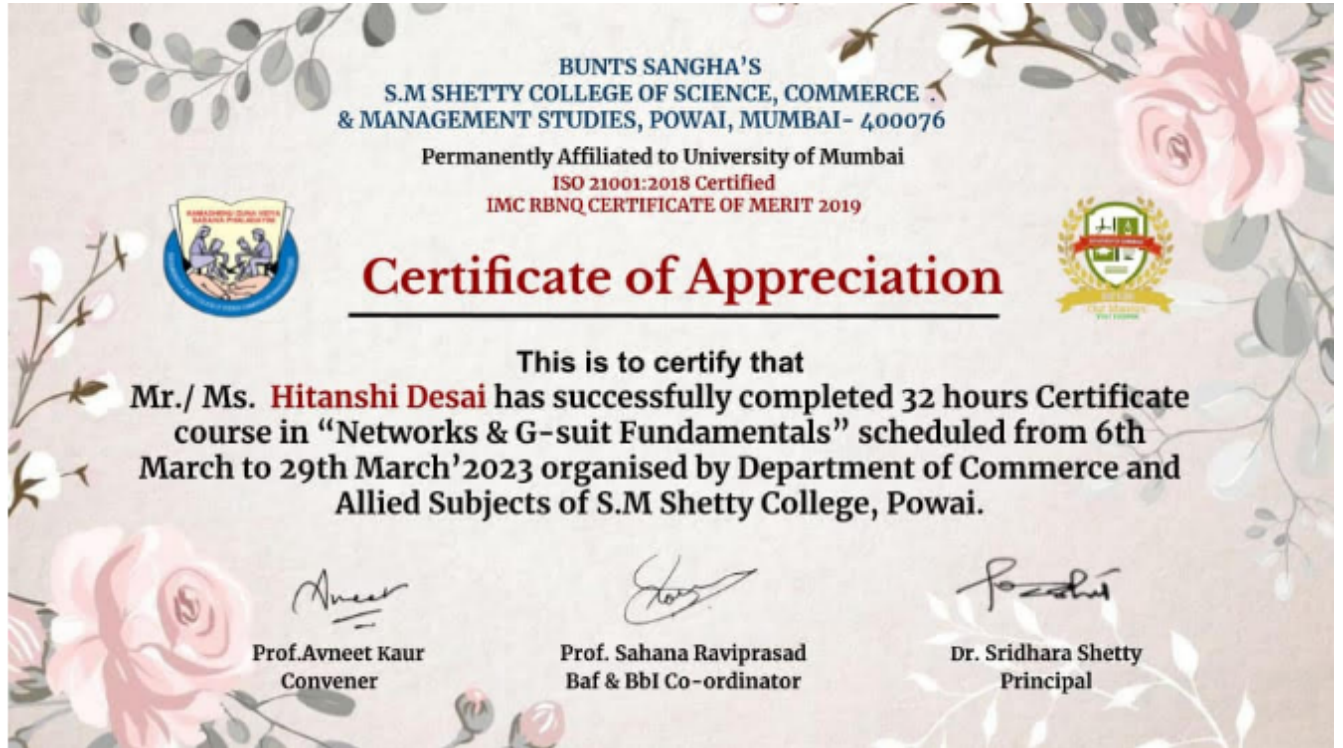 BUNTS SANGHA'S
S.M SHETTY COLLEGE OF SCIENCE, COMMERCE .
& MANAGEMENT STUDIES, POWAI, MUMBAI- 400076
Permanently Affiliated to University of Mumbai
ISO 21001:2018 Certified
IMC RBNQ CERTIFICATE OF MERIT 2019
KAMADHENU GUNA VIDYA
Certificate of Appreciation
This is to certify that
Mr./ Ms. Hitanshi Desai has successfully completed 32 hours Certificate
course in “Networks & G-suit Fundamentals” scheduled from 6th
March to 29th March'2023 organised by Department of Commerce and
Allied Subjects of S.M Shetty College, Powai.
Avneet
Prof.Avneet Kaur
Convener
Prof. Sahana Raviprasad
Baf & BbI Co-ordinator
Dr. Sridhara Shetty
Principal